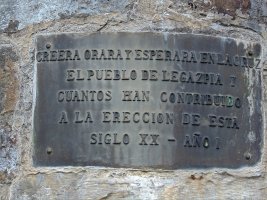 CREERA ORARA Y ESPERARA EN LA CRUZ
EL PUEBLO DE LEGAZPIA Y
CUANTOS HAN CONTRIBUIDO
A LA ERECCION DE ESTA
SIGLO XX - AÑO I